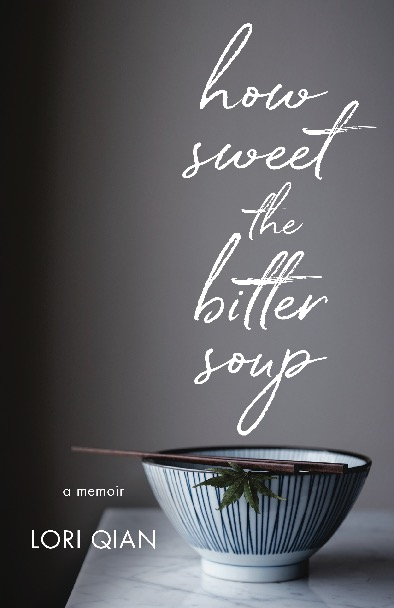 how
sweet
the
bitter
soup
a memoir
LORI QIAN